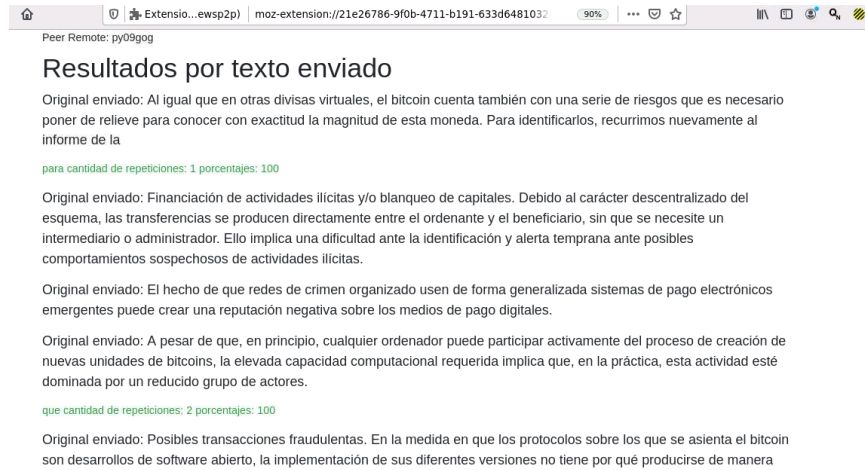 Extensio...ewsp2p) moz-extension://21e26786-9f0b-4711-b191-633d6481032 90%
Peer Remote: py09gog
Resultados por texto enviado
Original enviado: Al igual que en otras divisas virtuales, el bitcoin cuenta también con una serie de riesgos que es necesario
poner de relieve para conocer con exactitud la magnitud de esta moneda. Para identificarlos, recurrimos nuevamente al
informe de la
para cantidad de repeticiones: 1 porcentajes: 100
Original enviado: Financiación de actividades ilícitas y/o blanqueo de capitales. Debido al carácter descentralizado del
esquema, las transferencias se producen directamente entre el ordenante y el beneficiario, sin que se necesite un
intermediario o administrador. Ello implica una dificultad ante la identificación y alerta temprana ante posibles
comportamientos sospechosos de actividades ilícitas.
Original enviado: El hecho de que redes de crimen organizado usen de forma generalizada sistemas de pago electrónicos
emergentes puede crear una reputación negativa sobre los medios de pago digitales.
Original enviado: A pesar de que, en principio, cualquier ordenador puede participar activamente del proceso de creación de
nuevas unidades de bitcoins, la elevada capacidad computacional requerida implica que, en la práctica, esta actividad esté
dominada por un reducido grupo de actores.
que cantidad de repeticiones: 2 porcentajes: 100
Original enviado: Posibles transacciones fraudulentas. En la medida en que los protocolos sobre los que se asienta el bitcoin
son desarrollos de software abierto, la implementación de sus diferentes versiones no tiene por qué producirse de manera